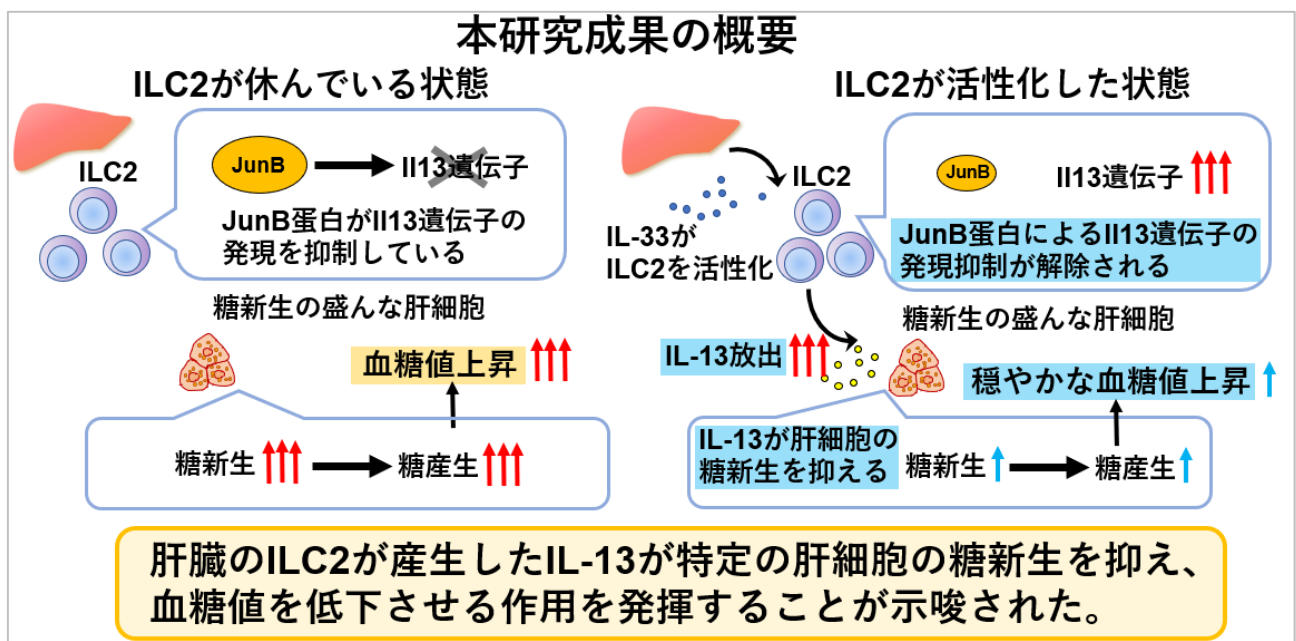 本研究成果の概要
ILC2が休んでいる状態
ILC2
JunB
Il13遺伝子
JunB蛋白がIl13遺伝子の
発現を抑制している
糖新生の盛んな肝細胞
血糖値上昇
糖新生
糖産生
ILC2が活性化した状態
ILC2
IL-33が
ILC2を活性化
JunB
Il13遺伝子
JunB蛋白によるIl13遺伝子の
発現抑制が解除される
糖新生の盛んな肝細胞
IL-13放出
穏やかな血糖値上昇
IL-13が肝細胞の
糖新生を抑える
糖新生
糖産生
肝臓のILC2が産生したIL-13が特定の肝細胞の糖新生を抑え、
血糖値を低下させる作用を発揮することが示唆された。